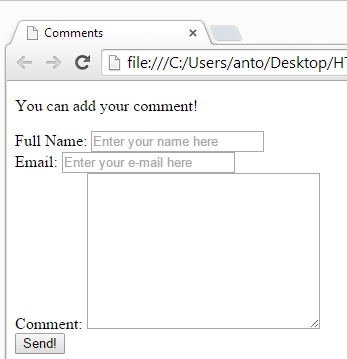 Comments
file:///C:/Users/anto/Desktop/HT
You can add your comment!
Full Name: Enter your name here
Email: Enter your e-mail here
Comment:
Send!